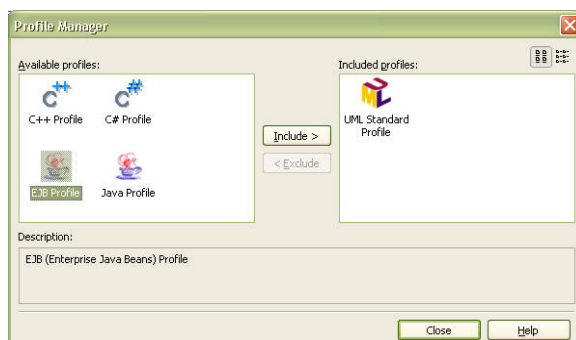 Profile Manager
Available profiles:
Included profiles:
C++ Profile
C# Profile
EJB Profile
Java Profile
Include >
< Exclude
UML Standard
Profile
Description:
EJB (Enterprise Java Beans) Profile
Close
Help